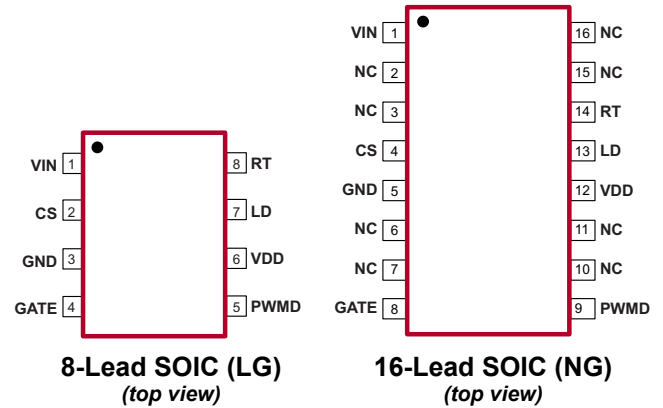 VIN 1
CS 2
GND 3
GATE 4
8 RT
7 LD
6 VDD
5 PWMD
8-Lead SOIC (LG)
(top view)
VIN 1
NC 2
NC 3
CS 4
GND 5
NC 6
NC 7
GATE 8
16 NC
15 NC
14 RT
13 LD
12 VDD
11 NC
10 NC
9 PWMD
16-Lead SOIC (NG)
(top view)